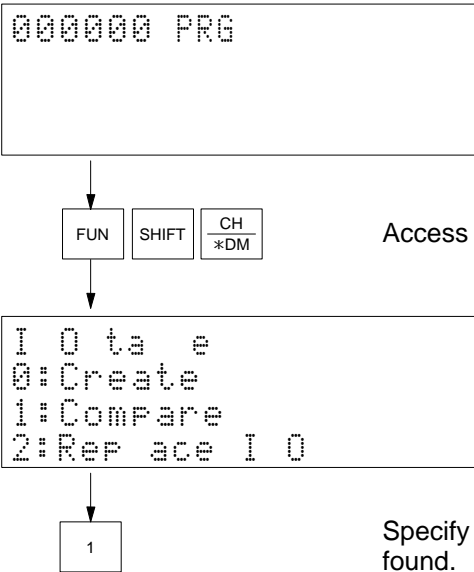 000000 PRG
FUN SHIFT CH
*DM
Access
I O ta e
0:Create
1:Compare
2:Rep ace I O
1
Specify
found.